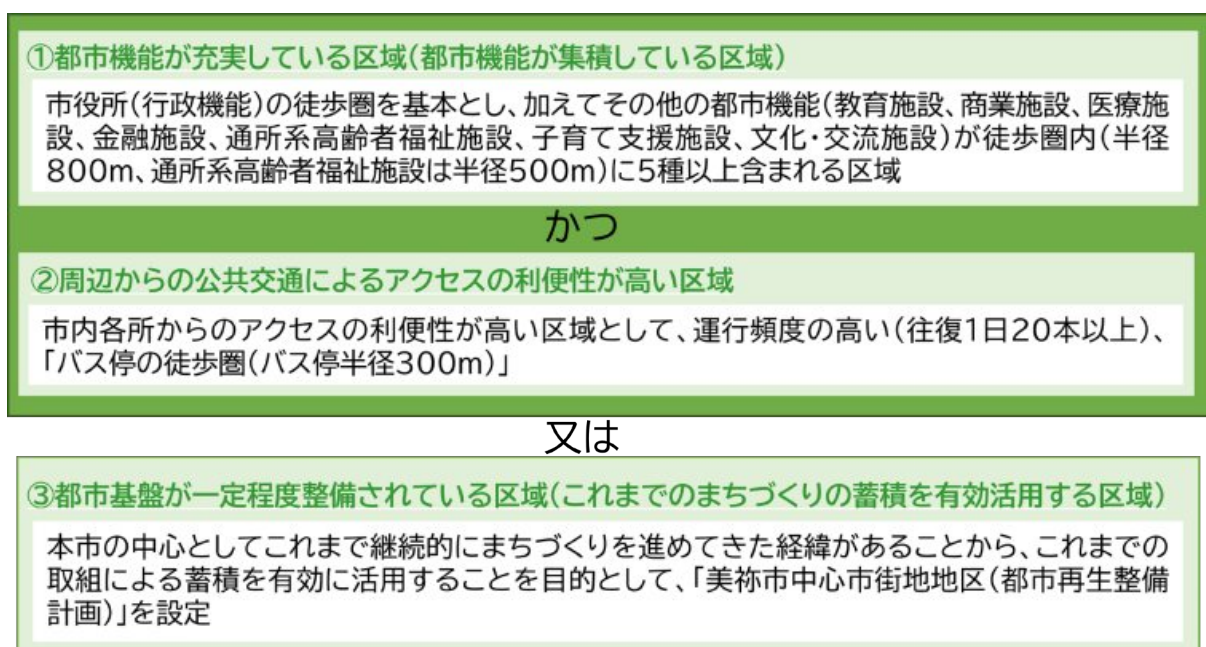 ①都市機能が充実している区域(都市機能が集積している区域)
市役所(行政機能)の徒歩圏を基本とし、加えてその他の都市機能(教育施設、商業施設、医療施
設、金融施設、通所系高齢者福祉施設、子育て支援施設、文化・交流施設)が徒歩圏内(半径
800m、通所系高齢者福祉施設は半径500m)に5種以上含まれる区域
かつ
②周辺からの公共交通によるアクセスの利便性が高い区域
市内各所からのアクセスの利便性が高い区域として、運行頻度の高い(往復1日20本以上)、
「バス停の徒歩圏(バス停半径300m)」
又は
③都市基盤が一定程度整備されている区域(これまでのまちづくりの蓄積を有効活用する区域)
本市の中心としてこれまで継続的にまちづくりを進めてきた経緯があることから、これまでの
取組による蓄積を有効に活用することを目的として、「美祢市中心市街地地区(都市再生整備
計画)」を設定